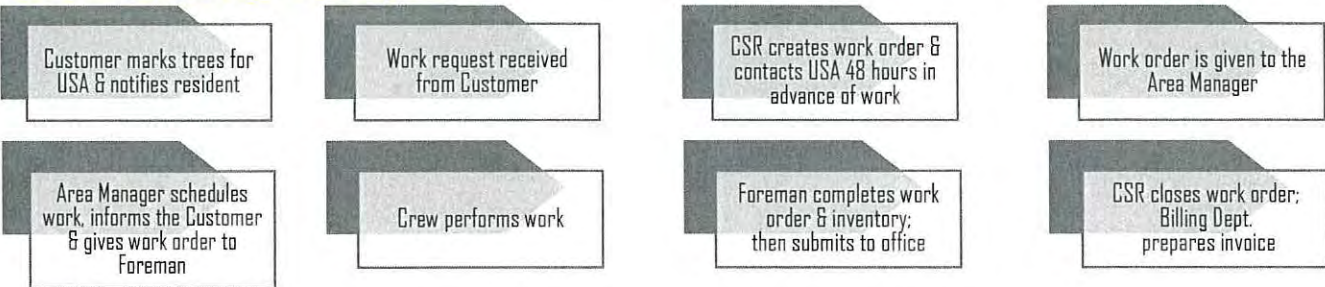 Customer marks trees for
USA & notifies resident
Work request received
from Customer
CSR creates work order &
contacts USA 48 hours in
advance of work
Work order is given to the
Area Manager
Area Manager schedules
work, informs the Customer
& gives work order to
Foreman
Crew performs work
Foreman completes work
order & inventory;
then submits to office
CSR closes work order;
Billing Dept.
prepares invoice